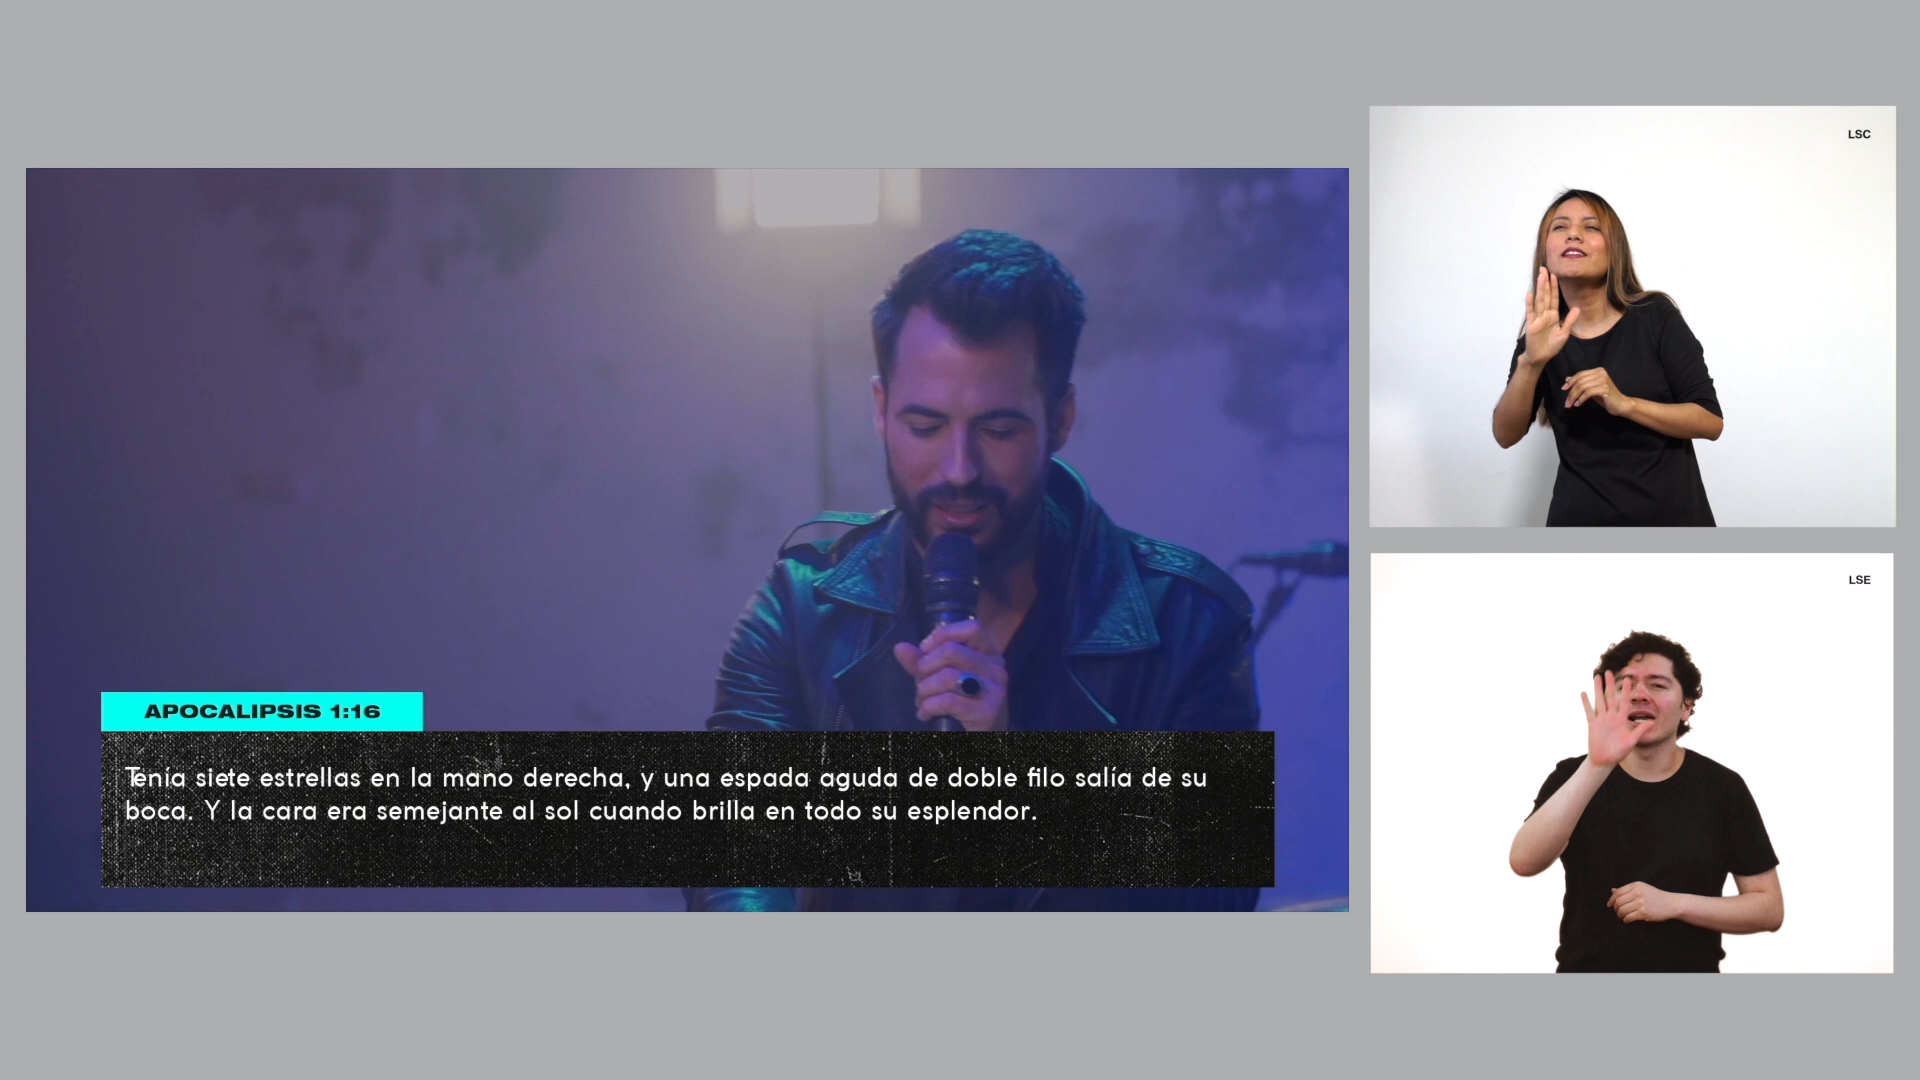 LSC
APOCALIPSIS 1:16
Tenía siete estrellas en la mano derecha, y una espada aguda de doble filo salía de su
boca. Y la cara era semejante al sol cuando brilla en todo su esplendor.
LSE